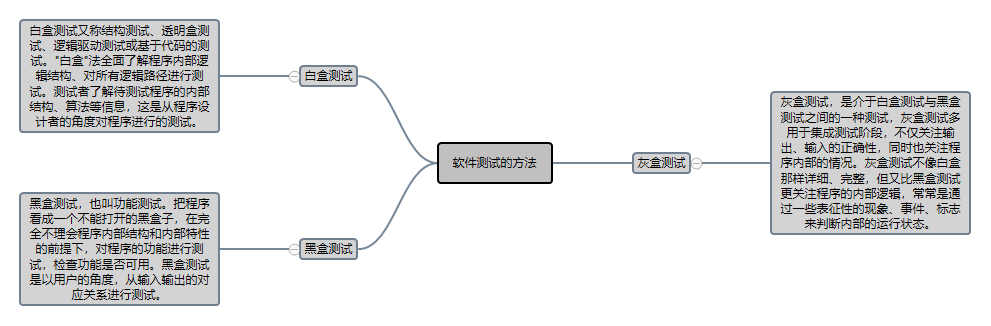 白盒测试又称结构测试、透明盒测
试、逻辑驱动测试或基于代码的测
试。"白盒"法全面了解程序内部逻
辑结构、对所有逻辑路径进行测
试。测试者了解待测试程序的内部
结构、算法等信息，这是从程序设
计者的角度对程序进行的测试。
白盒测试
黑盒测试，也叫功能测试。把程序
看成一个不能打开的黑盒子，在完
全不理会程序内部结构和内部特性
的前提下，对程序的功能进行测
试，检查功能是否可用。黑盒测试
是以用户的角度，从输入输出的对
应关系进行测试。
黑盒测试
软件测试的方法
灰盒测试
灰盒测试，是介于白盒测试与黑盒
测试之间的一种测试，灰盒测试多
用于集成测试阶段，不仅关注输
出、输入的正确性，同时也关注程
序内部的情况。灰盒测试不像白盒
那样详细、完整，但又比黑盒测试
更关注程序的内部逻辑，常常是通
过一些表征性的现象、事件、标志
来判断内部的运行状态。